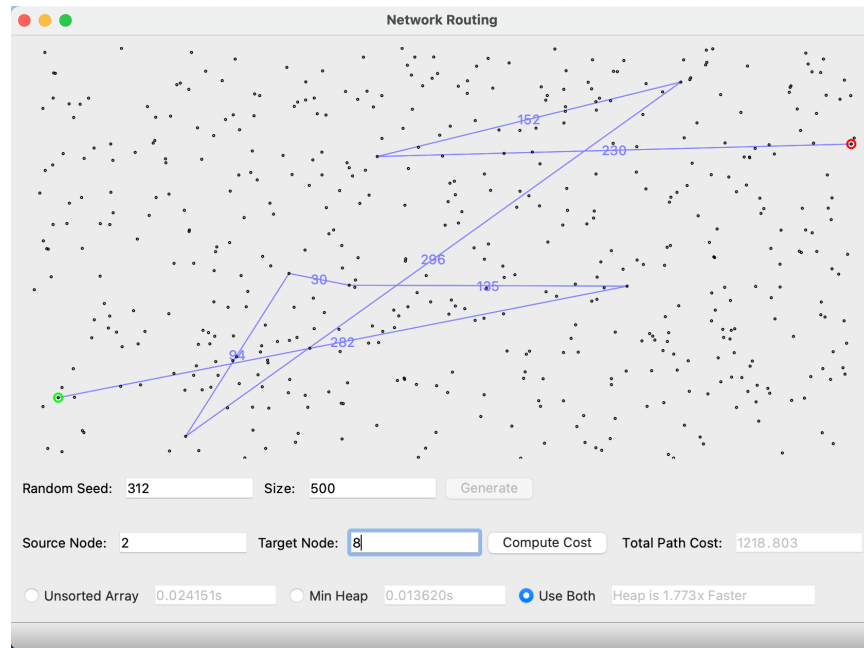 Network Routing
152
230
296
30
135
282
94
Random Seed: 312 Size: 500 Generate
Source Node: 2 Target Node: 8 Compute Cost Total Path Cost: 1218.803
Unsorted Array 0.024151s Min Heap 0.013620s Use Both Heap is 1.773x Faster